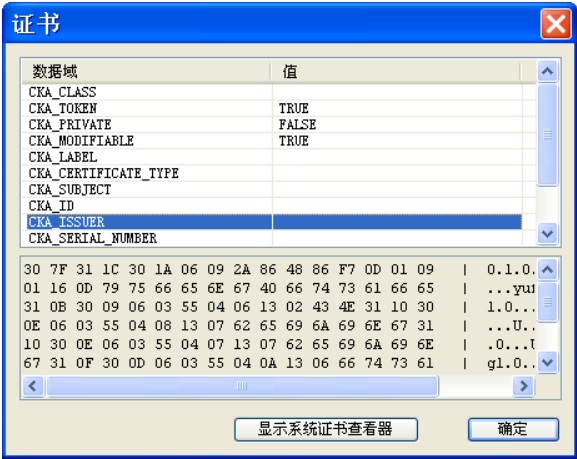 证书
数据域 值
CKA_CLASS
CKA_TOKEN TRUE
CKA_PRIVATE FALSE
CKA_MODIFIABLE TRUE
CKA_LABEL
CKA_CERTIFICATE_TYPE
CKA_SUBJECT
CKA_ID
CKA_ISSUER
CKA_SERIAL_NUMBER
30 7F 31 1C 30 1A 06 09 2A 86 48 86 F7 0D 01 09 | 0.1.0.
01 16 0D 79 75 66 65 6E 67 40 66 74 73 61 66 65 | ...yuf
31 0B 30 09 06 03 55 04 06 13 02 43 4E 31 10 30 | 1.0...
0E 06 03 55 04 08 13 07 62 65 69 6A 69 6E 67 31 | ...U..
10 30 0E 06 03 55 04 07 13 07 62 65 69 6A 69 6E | .0...U
67 31 0F 30 0D 06 03 55 04 0A 13 06 66 74 73 61 | g1.0..
显示系统证书查看器 确定